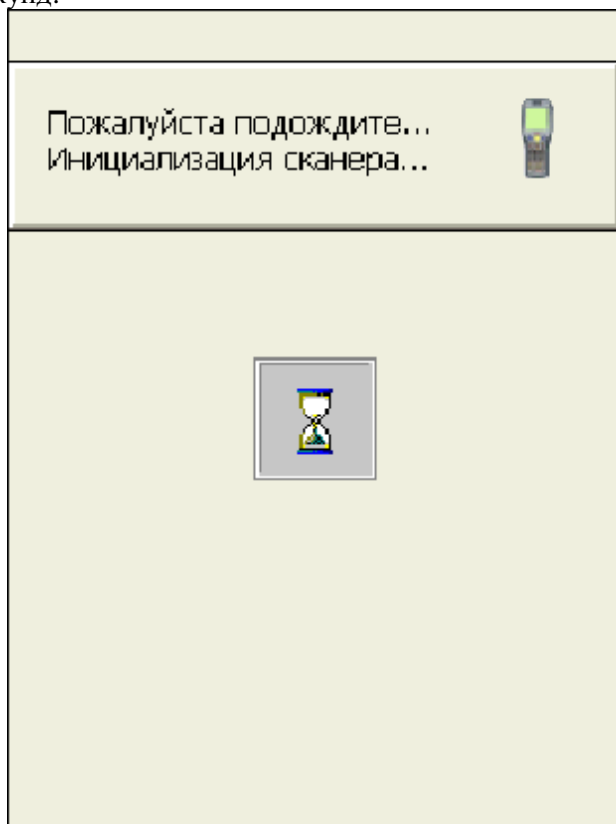 Пожалуйста подождите...
Инициализация сканера...